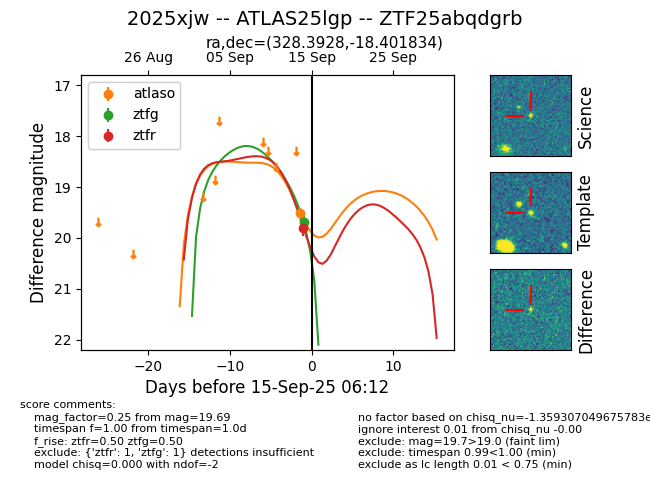 2025xjw -- ATLAS25lgp -- ZTF25abqdgrb
ra,dec=(328.3928,-18.401834)
26 Aug 05 Sep 15 Sep 25 Sep
atlaso
ztfg
ztfr
17
18
19
20
21
22
Difference magnitude
−20 −10 0 10
Days before 15-Sep-25 06:12
Science
Template
Difference
score comments:
mag_factor=0.25 from mag=19.69
timespan f=1.00 from timespan=1.0d
f_rise: ztfr=0.50 ztfg=0.50
exclude: {'ztfr': 1, 'ztfg': 1} detections insufficient
model chisq=0.000 with ndof=-2
no factor based on chisq_nu=-1.359307049675783e
ignore interest 0.01 from chisq_nu -0.00
exclude: mag=19.7>19.0 (faint lim)
exclude: timespan 0.99<1.00 (min)
exclude as lc length 0.01 < 0.75 (min)